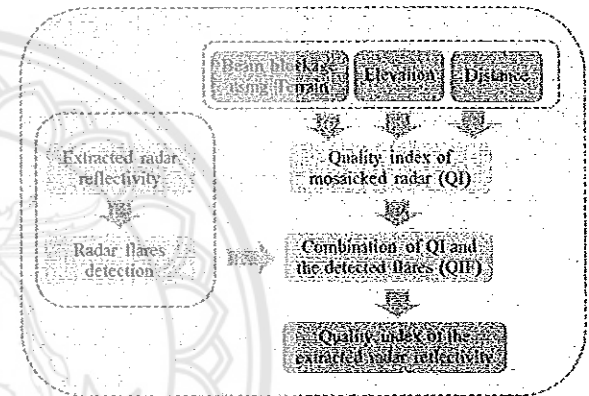 Beam blockage
using Terrain
Elevation
Distance
Extracted radar
reflectivity
Quality index of
mosaicked radar (QI)
Radar flares
detection
Combination of QI and
the detected flares (QIF)
Quality index of the
extracted radar reflectivity